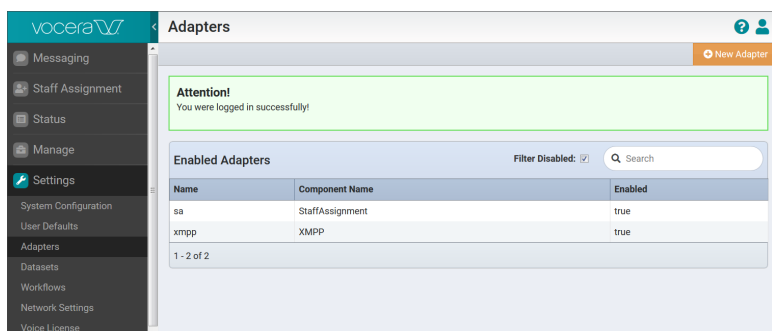 vocera
Adapters
Messaging
New Adapter
Staff Assignment
Attention!
You were logged in successfully!
Status
Manage
Enabled Adapters
Filter Disabled:
Search
Settings
Name
Component Name
Enabled
System Configuration
sa
StaffAssignment
true
User Defaults
xmpp
XMPP
true
Adapters
1 - 2 of 2
Datasets
Workflows
Network Settings
Voice License